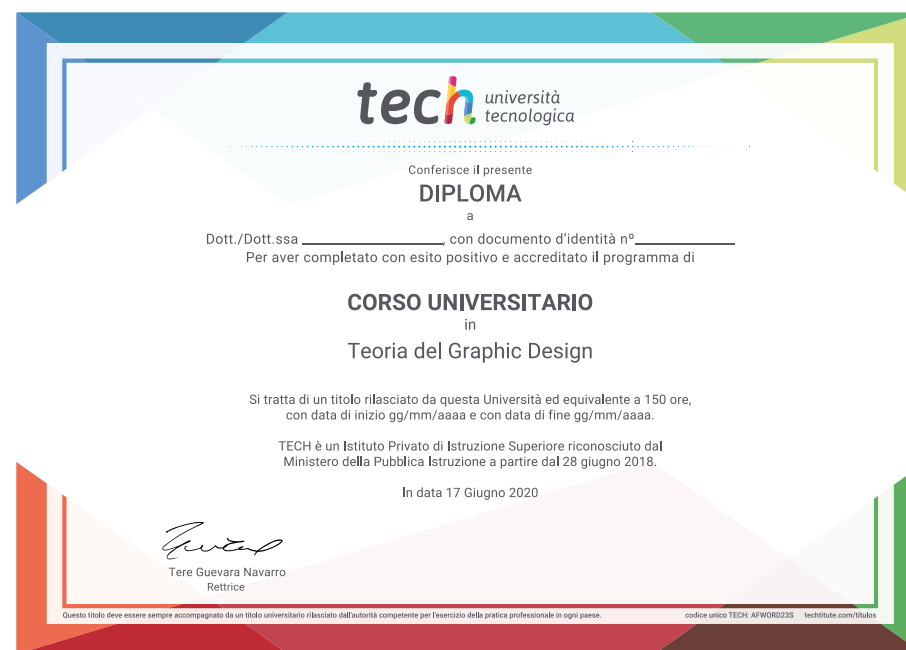 tech università
tecnologica
Conferisce il presente
DIPLOMA
a
Dott./Dott.ssa ____________________, con documento d'identità nº______________
Per aver completato con esito positivo e accreditato il programma di
CORSO UNIVERSITARIO
in
Teoria del Graphic Design
Si tratta di un titolo rilasciato da questa Università ed equivalente a 150 ore,
con data di inizio gg/mm/aaaa e con data di fine gg/mm/aaaa.
TECH è un Istituto Privato di Istruzione Superiore riconosciuto dal
Ministero della Pubblica Istruzione a partire dal 28 giugno 2018.
In data 17 Giugno 2020
Tere Guevara Navarro
Rettrice
Questo titolo deve essere sempre accompagnato da un titolo universitario rilasciato dall'autorità competente per l'esercizio della pratica professionale in ogni paese. codice unico TECH: AFWORD23S techtitute.com/títulos